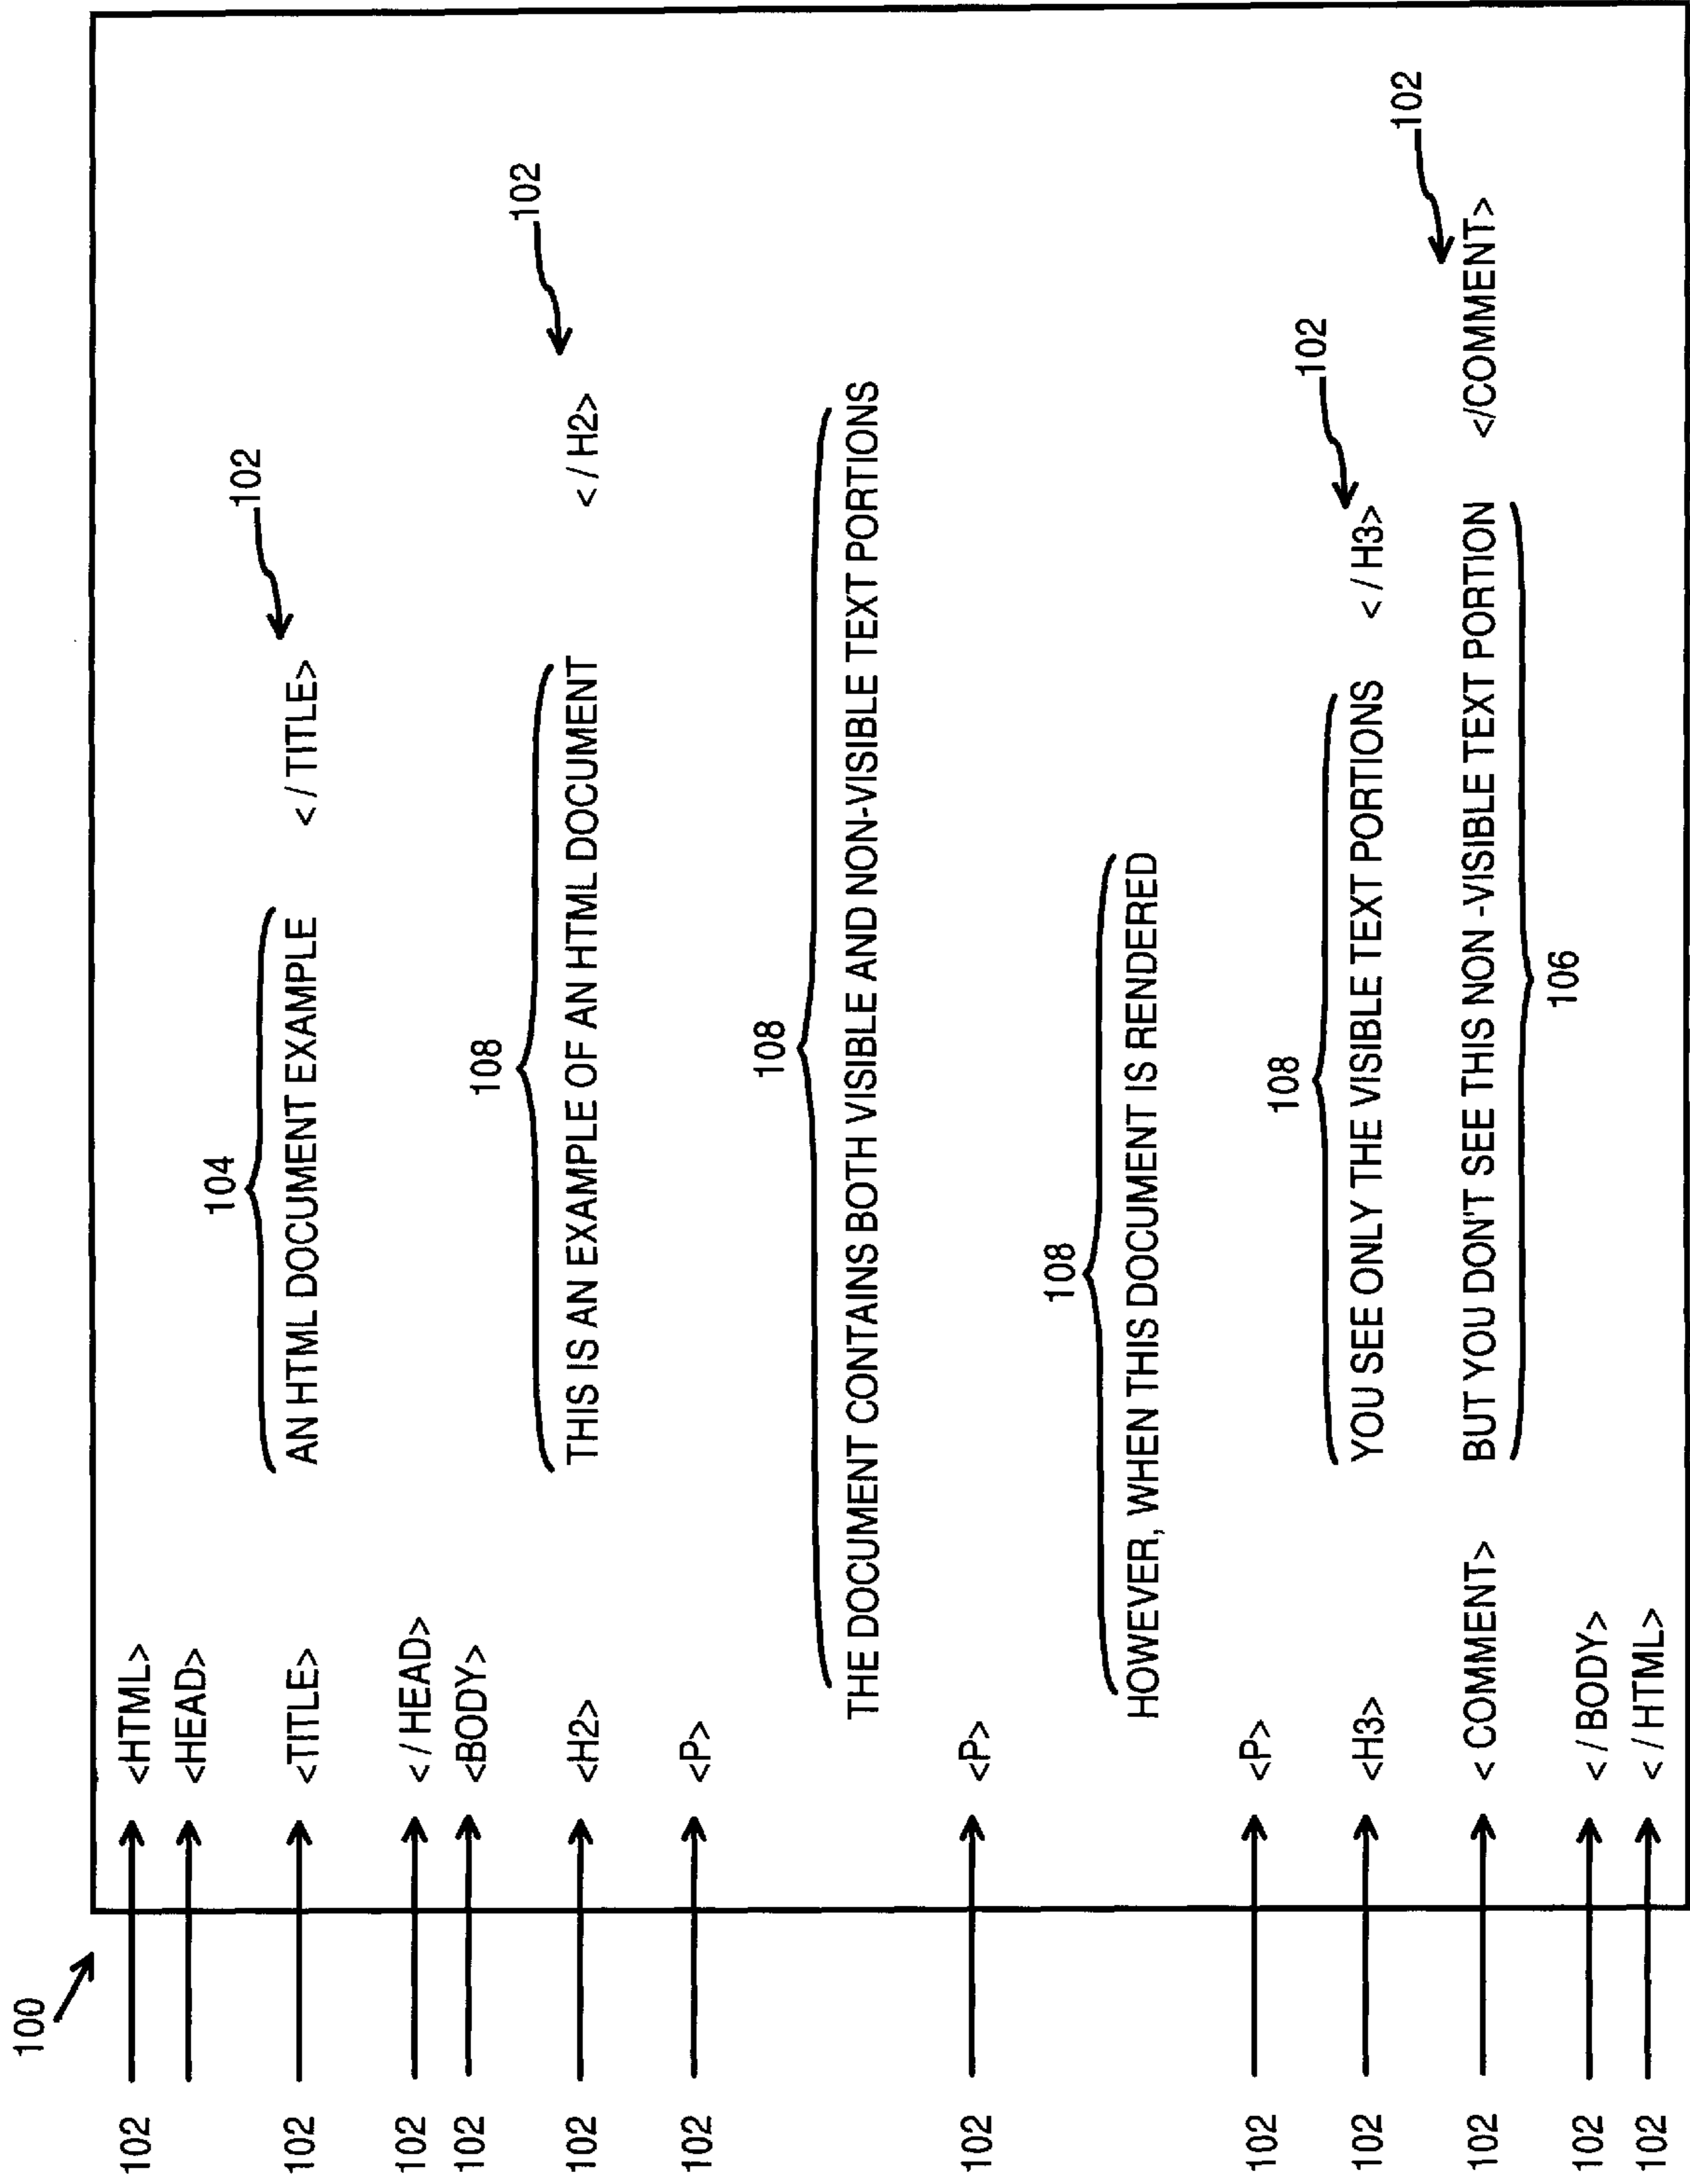 100
102 <HTML>
102 <HEAD>
104 102
102 <TITLE> AN HTML DOCUMENT EXAMPLE </ TITLE>
102 </ HEAD>
102 <BODY>
108 102
102 <H2> THIS IS AN EXAMPLE OF AN HTML DOCUMENT </ H2>
102 <P>
108
THE DOCUMENT CONTAINS BOTH VISIBLE AND NON-VISIBLE TEXT PORTIONS
102 <P>
108
HOWEVER, WHEN THIS DOCUMENT IS RENDERED
102 <P>
108 102
102 <H3> YOU SEE ONLY THE VISIBLE TEXT PORTIONS </ H3>
102
102 < COMMENT> BUT YOU DON'T SEE THIS NON -VISIBLE TEXT PORTION </COMMENT>
106
102 </ BODY>
102 </ HTML>